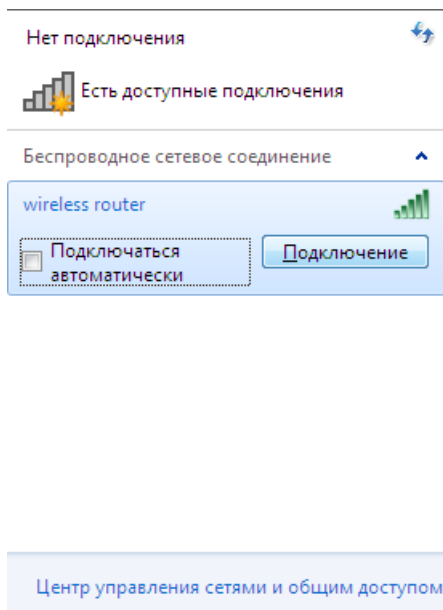 Нет подключения
Есть доступные подключения
Беспроводное сетевое соединение
wireless router
Подключаться
автоматически
Подключение
Центр управления сетями и общим доступом